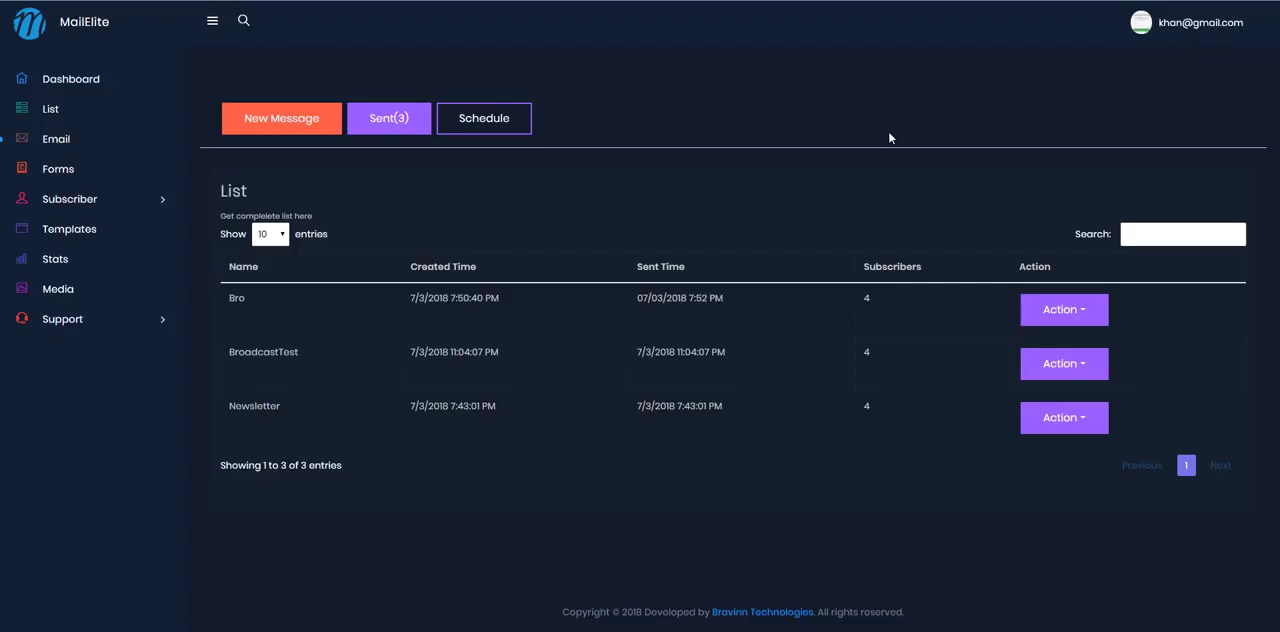 MailElite
khan@gmail.com
Dashboard
List
Email
Forms
Subscriber
Templates
Stats
Media
Support
New Message Sent(3) Schedule
List
Get complelete list here
Show 10 entries Search:
Name Created Time Sent Time Subscribers Action
Bro 7/3/2018 7:50:40 PM 07/03/2018 7:52 PM 4 Action
BroadcastTest 7/3/2018 11:04:07 PM 7/3/2018 11:04:07 PM 4 Action
Newsletter 7/3/2018 7:43:01 PM 7/3/2018 7:43:01 PM 4 Action
Showing 1 to 3 of 3 entries Previous 1 Next
Copyright © 2018 Developed by Bravinn Technologies. All rights reserved.